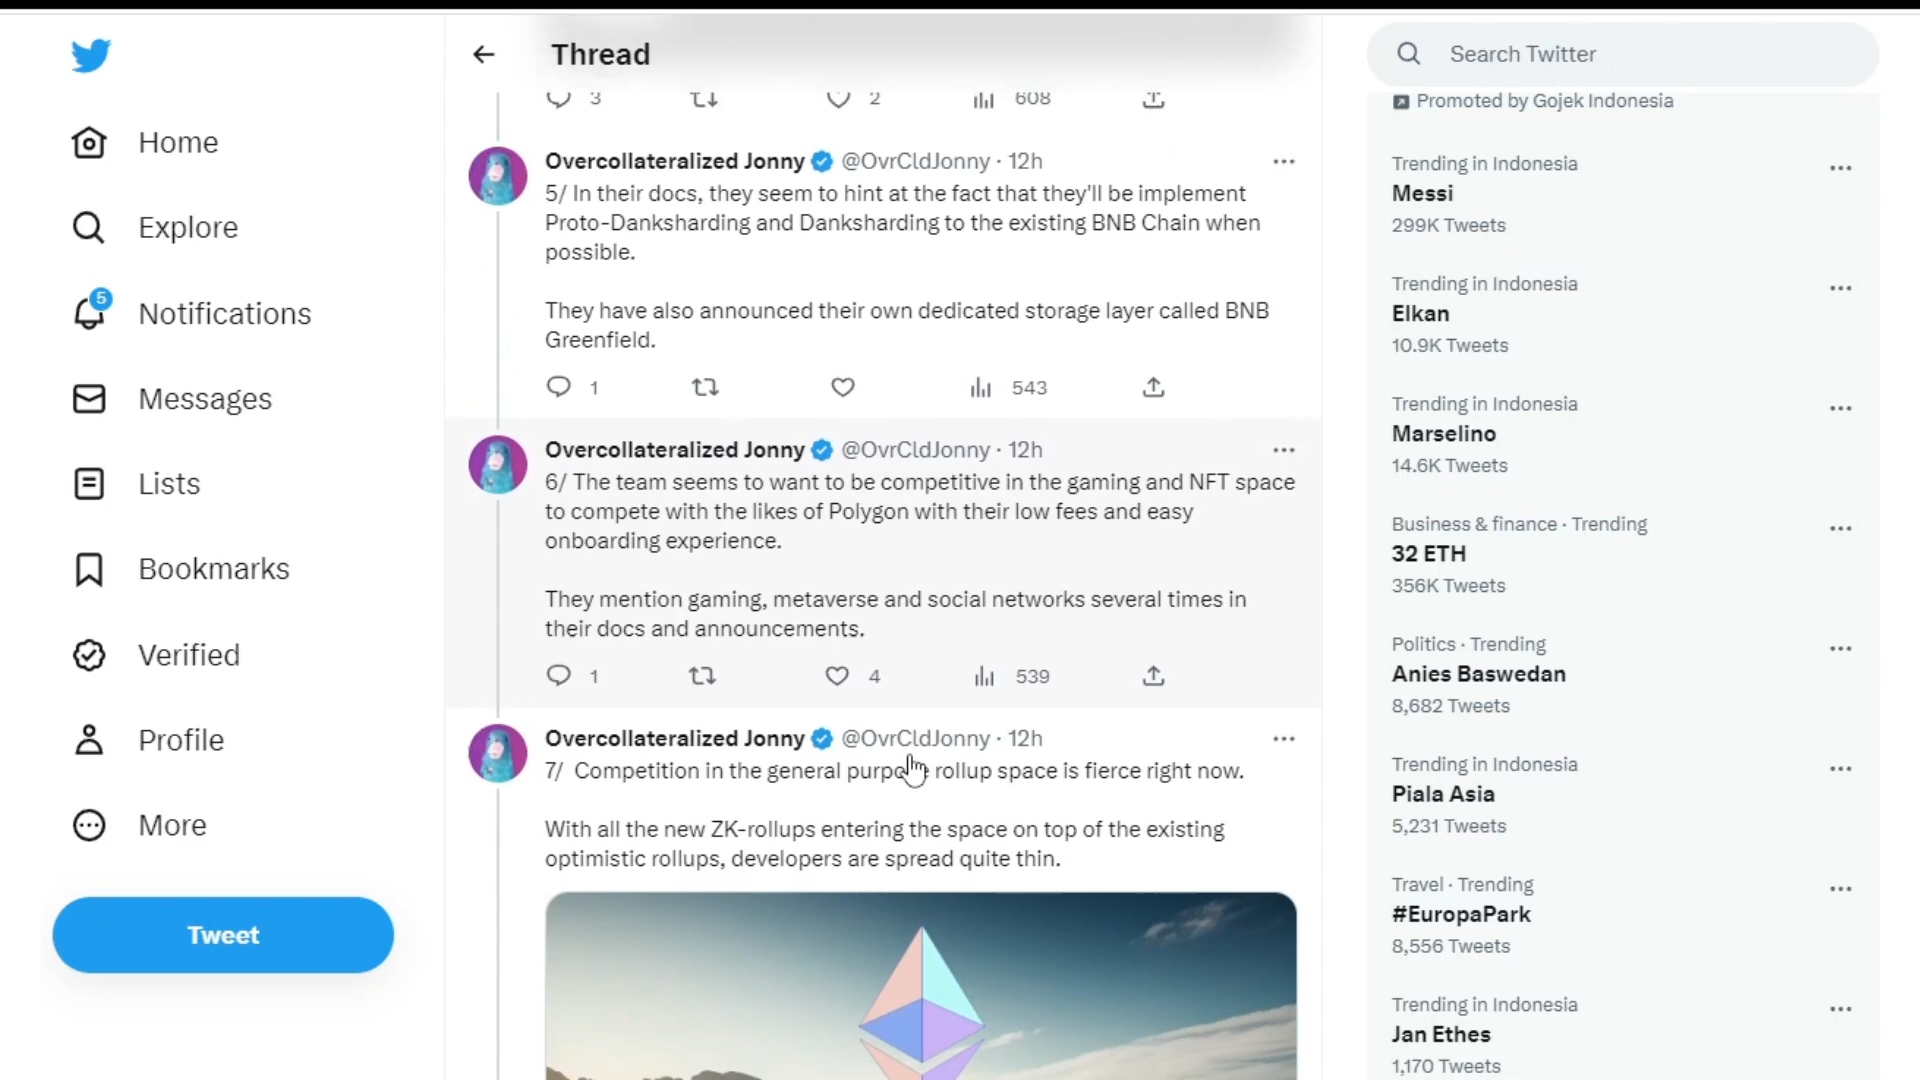 Home
Explore
5
Notifications
Messages
Lists
Bookmarks
Verified
Profile
More
Tweet
Thread
3 2 608
Overcollateralized Jonny @OvrCldJonny · 12h
5/ In their docs, they seem to hint at the fact that they'll be implement
Proto-Danksharding and Danksharding to the existing BNB Chain when
possible.
They have also announced their own dedicated storage layer called BNB
Greenfield.
1 543
Overcollateralized Jonny @OvrCldJonny · 12h
6/ The team seems to want to be competitive in the gaming and NFT space
to compete with the likes of Polygon with their low fees and easy
onboarding experience.
They mention gaming, metaverse and social networks several times in
their docs and announcements.
1 4 539
Overcollateralized Jonny @OvrCldJonny · 12h
7/ Competition in the general purpose rollup space is fierce right now.
With all the new ZK-rollups entering the space on top of the existing
optimistic rollups, developers are spread quite thin.
Search Twitter
Promoted by Gojek Indonesia
Trending in Indonesia
Messi
299K Tweets
Trending in Indonesia
Elkan
10.9K Tweets
Trending in Indonesia
Marselino
14.6K Tweets
Business & finance · Trending
32 ETH
356K Tweets
Politics · Trending
Anies Baswedan
8,682 Tweets
Trending in Indonesia
Piala Asia
5,231 Tweets
Travel · Trending
#EuropaPark
8,556 Tweets
Trending in Indonesia
Jan Ethes
1,170 Tweets